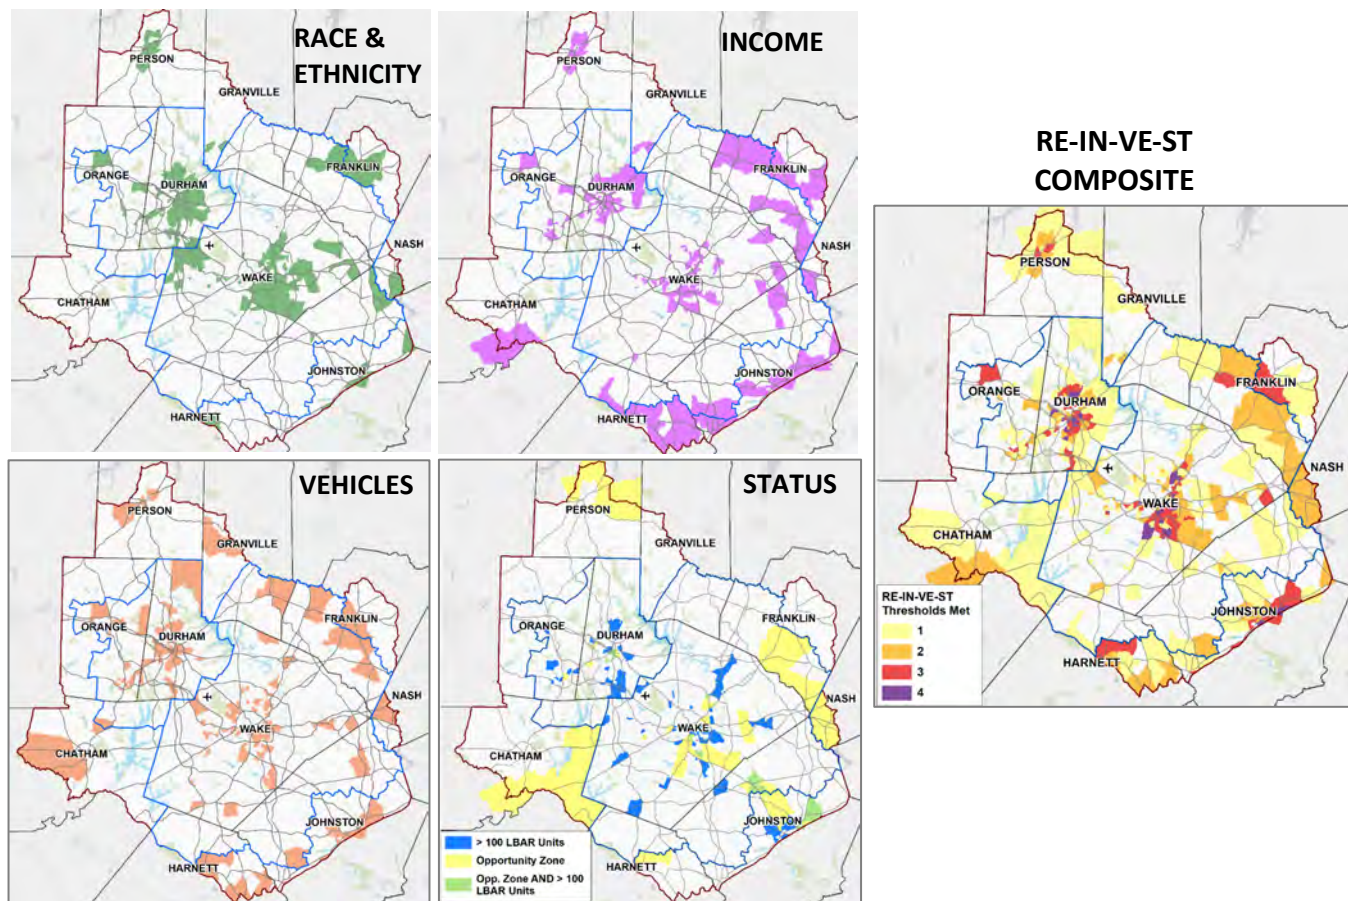 RACE &
ETHNICITY
PERSON
GRANVILLE
FRANKLIN
ORANGE
DURHAM
NASH
WAKE
CHATHAM
JOHNSTON
HARNETT
INCOME
PERSON
GRANVILLE
FRANKLIN
ORANGE
DURHAM
NASH
WAKE
CHATHAM
JOHNSTON
HARNETT
VEHICLES
PERSON
GRANVILLE
FRANKLIN
ORANGE
DURHAM
NASH
WAKE
CHATHAM
JOHNSTON
HARNETT
STATUS
PERSON
GRANVILLE
FRANKLIN
ORANGE
DURHAM
NASH
WAKE
CHATHAM
JOHNSTON
HARNETT
> 100 LBAR Units
Opportunity Zone
Opp. Zone AND > 100
LBAR Units
RE-IN-VE-ST
COMPOSITE
PERSON
GRANVILLE
FRANKLIN
ORANGE
DURHAM
NASH
WAKE
CHATHAM
JOHNSTON
HARNETT
RE-IN-VE-ST
Thresholds Met
1
2
3
4